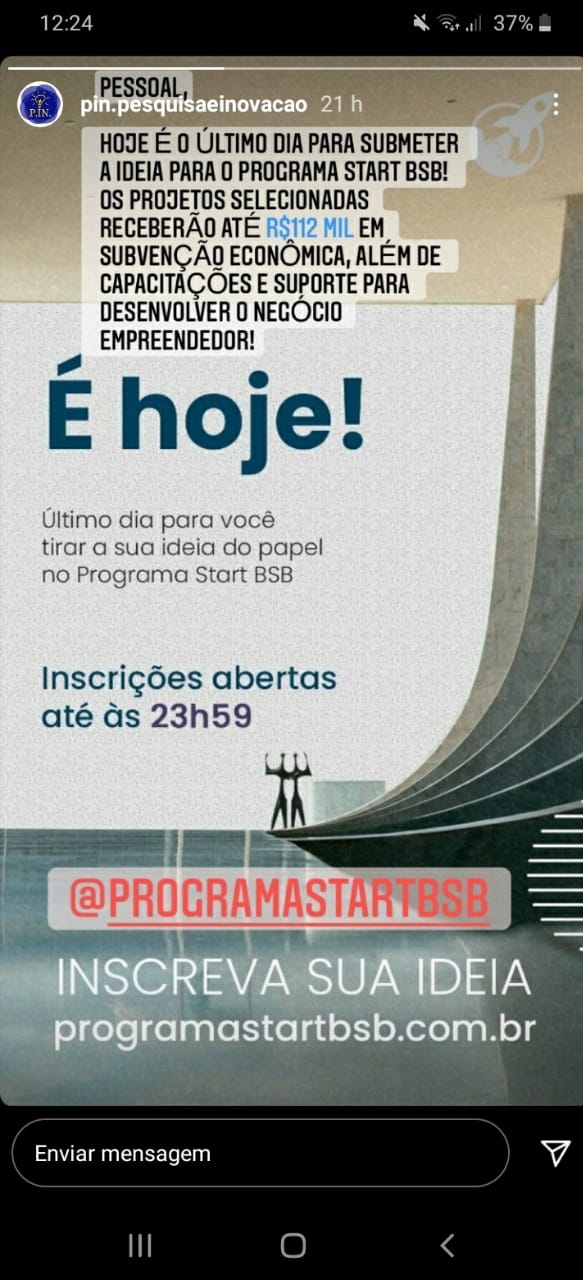 12:24
37%
PESSOAL,
P.I.N.
pin.pesquisaeinovacao 21 h
HOJE É O ÚLTIMO DIA PARA SUBMETER
A IDEIA PARA O PROGRAMA START BSB!
OS PROJETOS SELECIONADAS
RECEBERÃO ATÉ R$112 MIL EM
SUBVENÇÃO ECONÔMICA, ALÉM DE
CAPACITAÇÕES E SUPORTE PARA
DESENVOLVER O NEGÓCIO
EMPREENDEDOR!
É hoje!
Último dia para você
tirar a sua ideia do papel
no Programa Start BSB
Inscrições abertas
até às 23h59
@PROGRAMASTARTBSB
INSCREVA SUA IDEIA
programastartbsb.com.br
Enviar mensagem